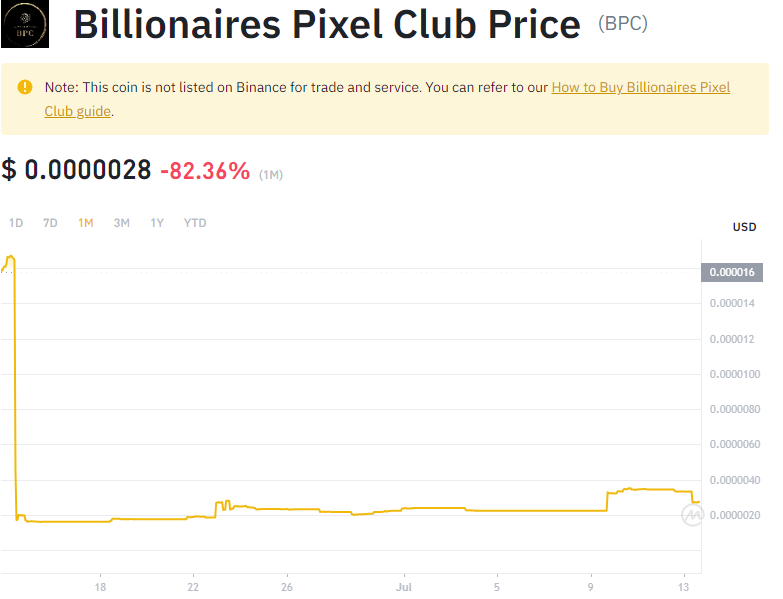 BPC
Billionaires Pixel Club Price (BPC)
Note: This coin is not listed on Binance for trade and service. You can refer to our How to Buy Billionaires Pixel
Club guide.
$ 0.0000028 -82.36% (1M)
1D 7D 1M 3M 1Y YTD
USD
0.000016
0.000014
0.000012
0.0000100
0.0000080
0.0000060
0.0000040
0.0000020
18 22 26 Jul 5 9 13